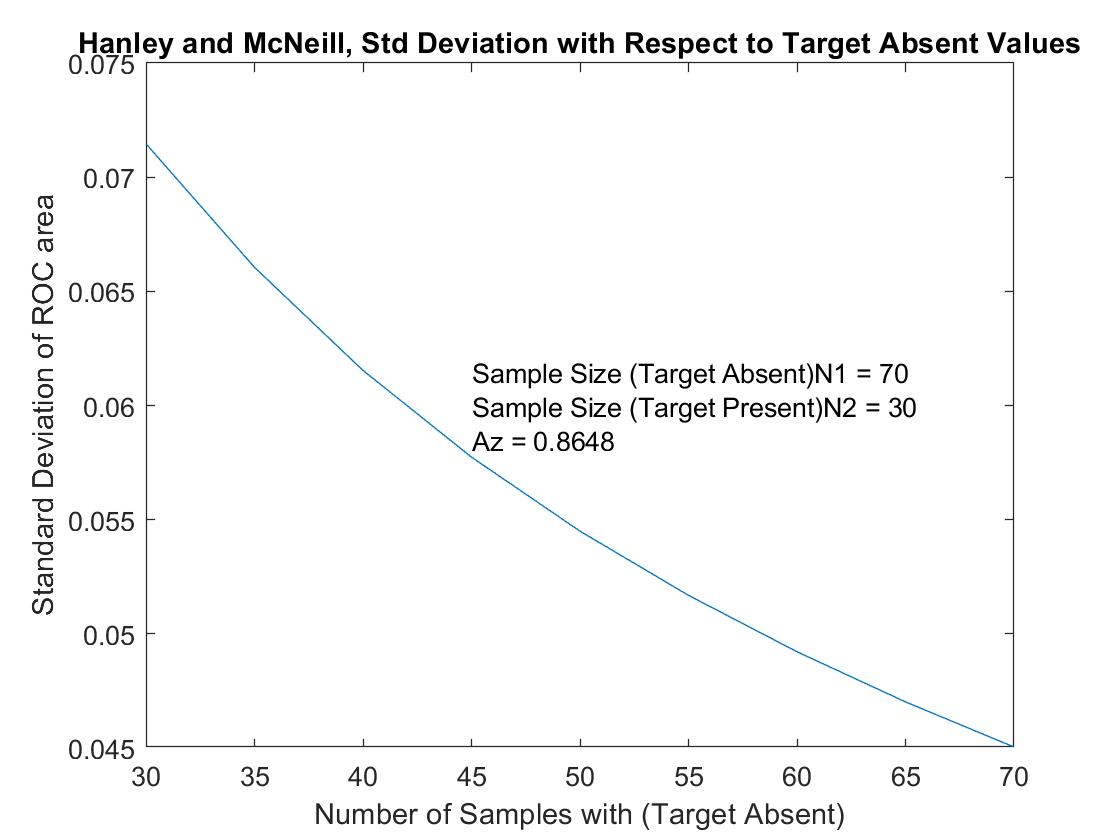 Hanley and McNeill, Std Deviation with Respect to Target Absent Values
0.075
0.07
0.065
0.06
0.055
0.05
0.045
Standard Deviation of ROC area
Sample Size (Target Absent)N1 = 70
Sample Size (Target Present)N2 = 30
Az = 0.8648
30 35 40 45 50 55 60 65 70
Number of Samples with (Target Absent)